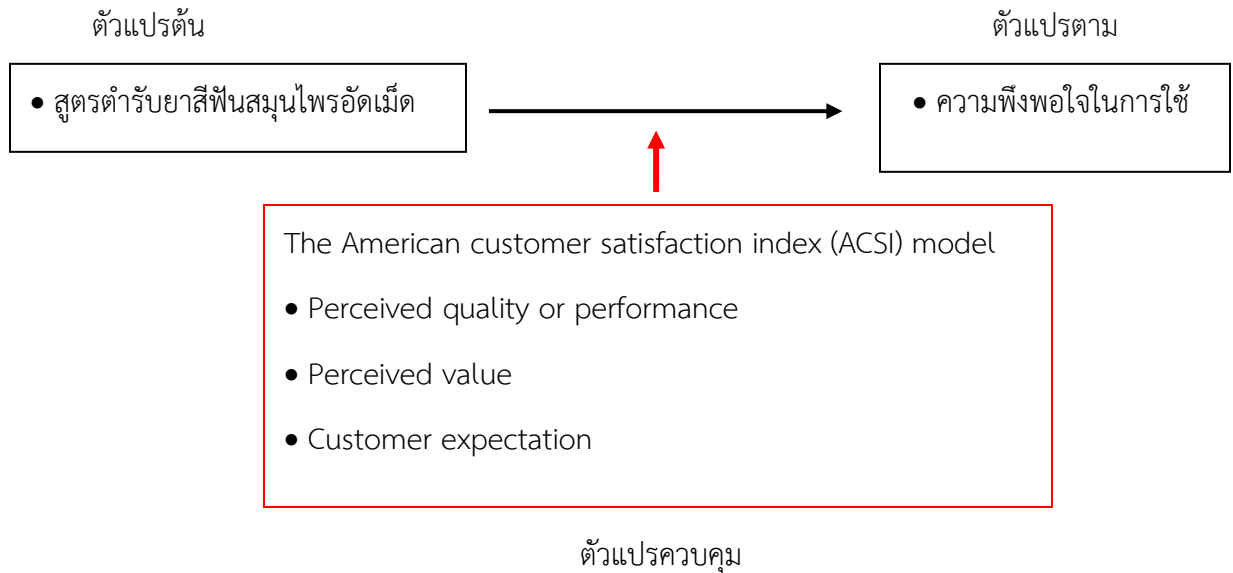 ตัวแปรต้น
ตัวแปรตาม
• สูตรตำรับยาสีฟันสมุนไพรอัดเม็ด
• ความพึงพอใจในการใช้
The American customer satisfaction index (ACSI) model
• Perceived quality or performance
• Perceived value
• Customer expectation
ตัวแปรควบคุม